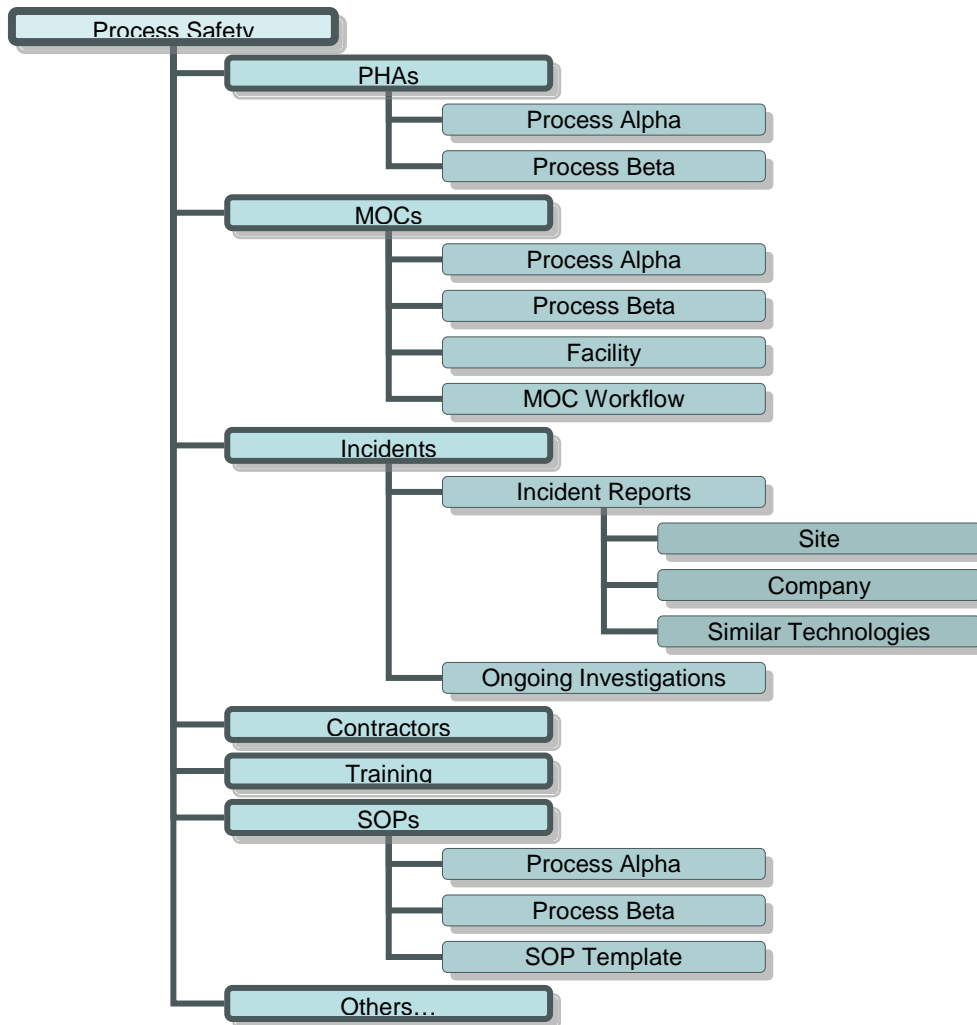 Process Safety
PHAs
Process Alpha
Process Beta
MOCs
Process Alpha
Process Beta
Facility
MOC Workflow
Incidents
Incident Reports
Site
Company
Similar Technologies
Ongoing Investigations
Contractors
Training
SOPs
Process Alpha
Process Beta
SOP Template
Others…